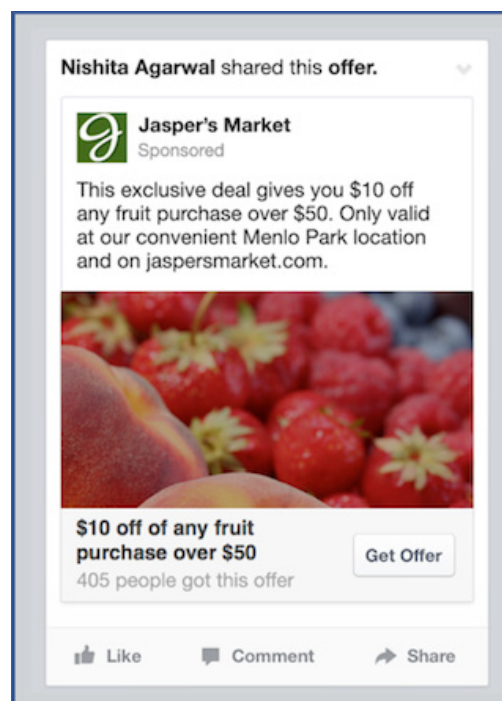 Nishita Agarwal shared this offer.
Jasper's Market
Sponsored
This exclusive deal gives you $10 off
any fruit purchase over $50. Only valid
at our convenient Menlo Park location
and on jaspersmarket.com.
$10 off of any fruit
purchase over $50
405 people got this offer
Get Offer
Like Comment Share